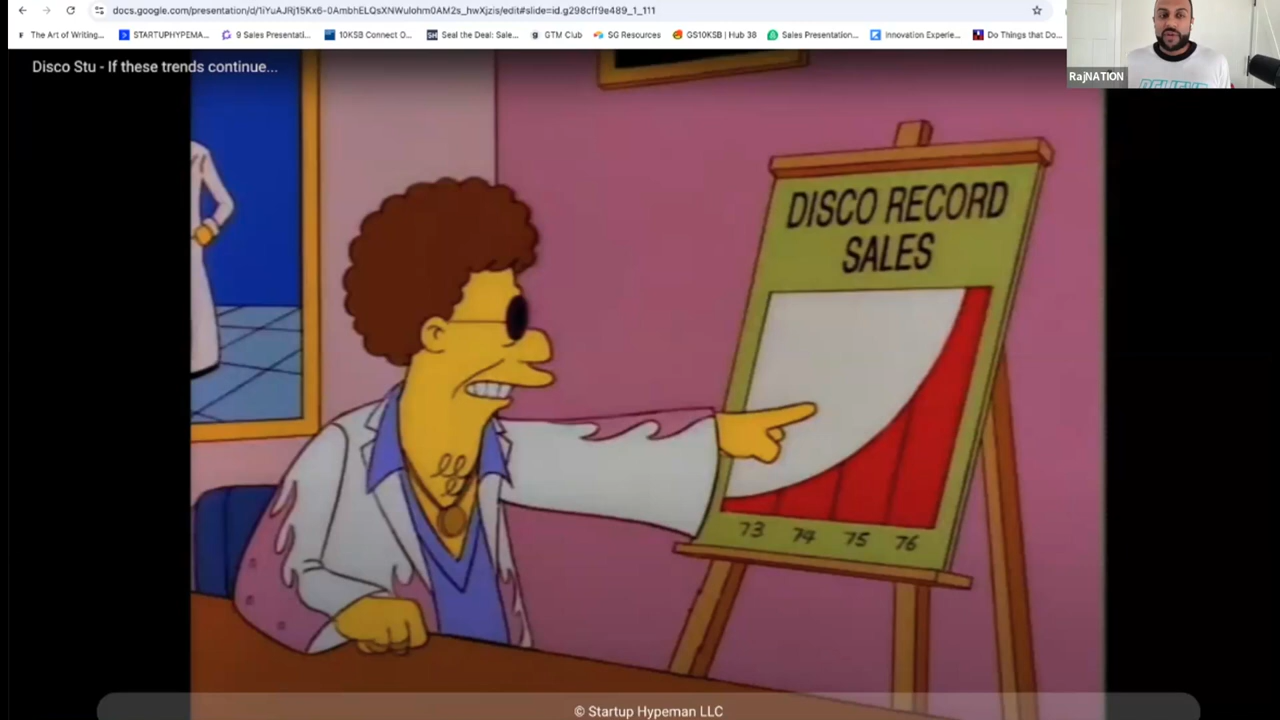 docs.google.com/presentation/d/1iYuAJRj15Kx6-0AmbhELQsXNWulohm0AM2s_hwXjzis/edit#slide=id.g298cff9e489_1_111
The Art of Writing...
STARTUPHYPEMA...
9 Sales Presentati...
10KSB Connect O...
Seal the Deal: Sale...
GTM Club
SG Resources
GS10KSB | Hub 38
Sales Presentation...
Innovation Experie...
Do Things that Do...
Disco Stu - If these trends continue...
RajNATION
BELIEVE
DISCO RECORD
SALES
73 74 75 76
© Startup Hypeman LLC